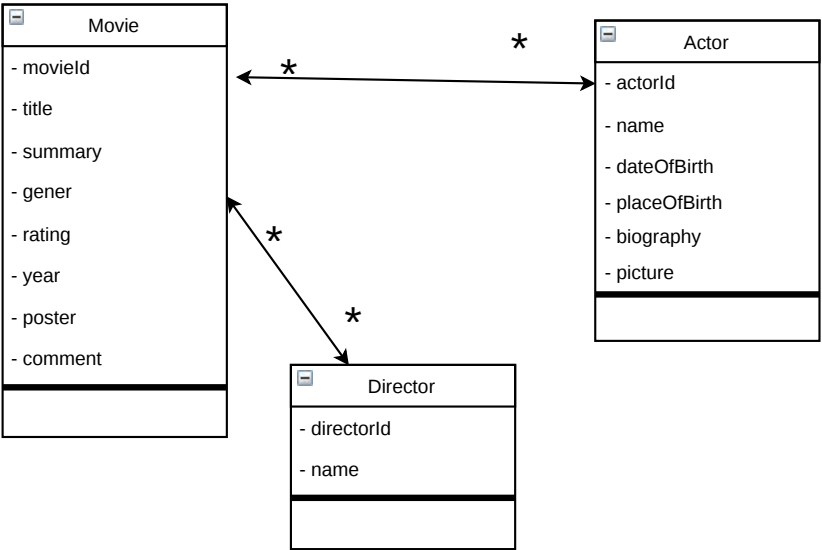 Movie
- movieId
- title
- summary
- gener
- rating
- year
- poster
- comment
*
*
Actor
- actorId
- name
- dateOfBirth
- placeOfBirth
- biography
- picture
*
*
Director
- directorId
- name